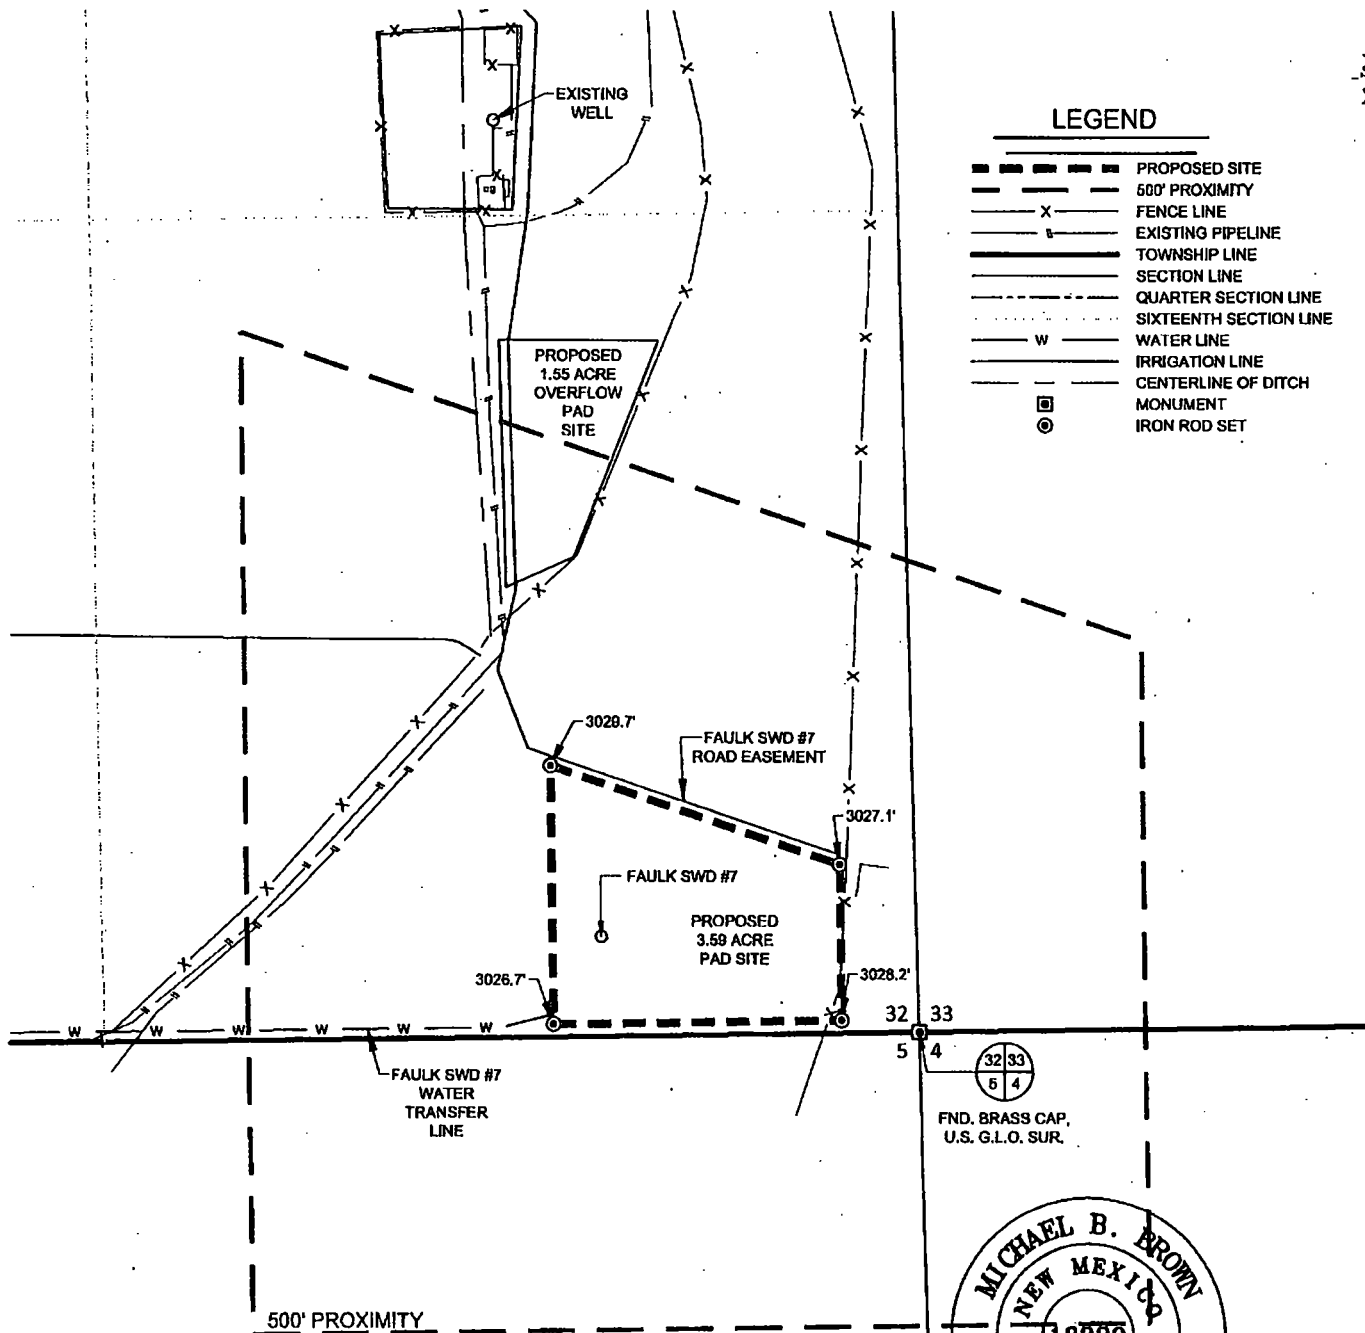 EXISTING
WELL
LEGEND
PROPOSED SITE
500' PROXIMITY
FENCE LINE
EXISTING PIPELINE
TOWNSHIP LINE
SECTION LINE
QUARTER SECTION LINE
SIXTEENTH SECTION LINE
W WATER LINE
IRRIGATION LINE
CENTERLINE OF DITCH
MONUMENT
IRON ROD SET
PROPOSED
1.55 ACRE
OVERFLOW
PAD
SITE
3029.7'
FAULK SWD #7
ROAD EASEMENT
3027.1'
FAULK SWD #7
PROPOSED
3.59 ACRE
PAD SITE
3026.7'
3028.2'
32 33
5 4
W W W W W W
FAULK SWD #7
WATER
TRANSFER
LINE
32 33
5 4
FND. BRASS CAP,
U.S. G.L.O. SUR.
MICHAEL B. BROWN
NEW MEXICO
500' PROXIMITY